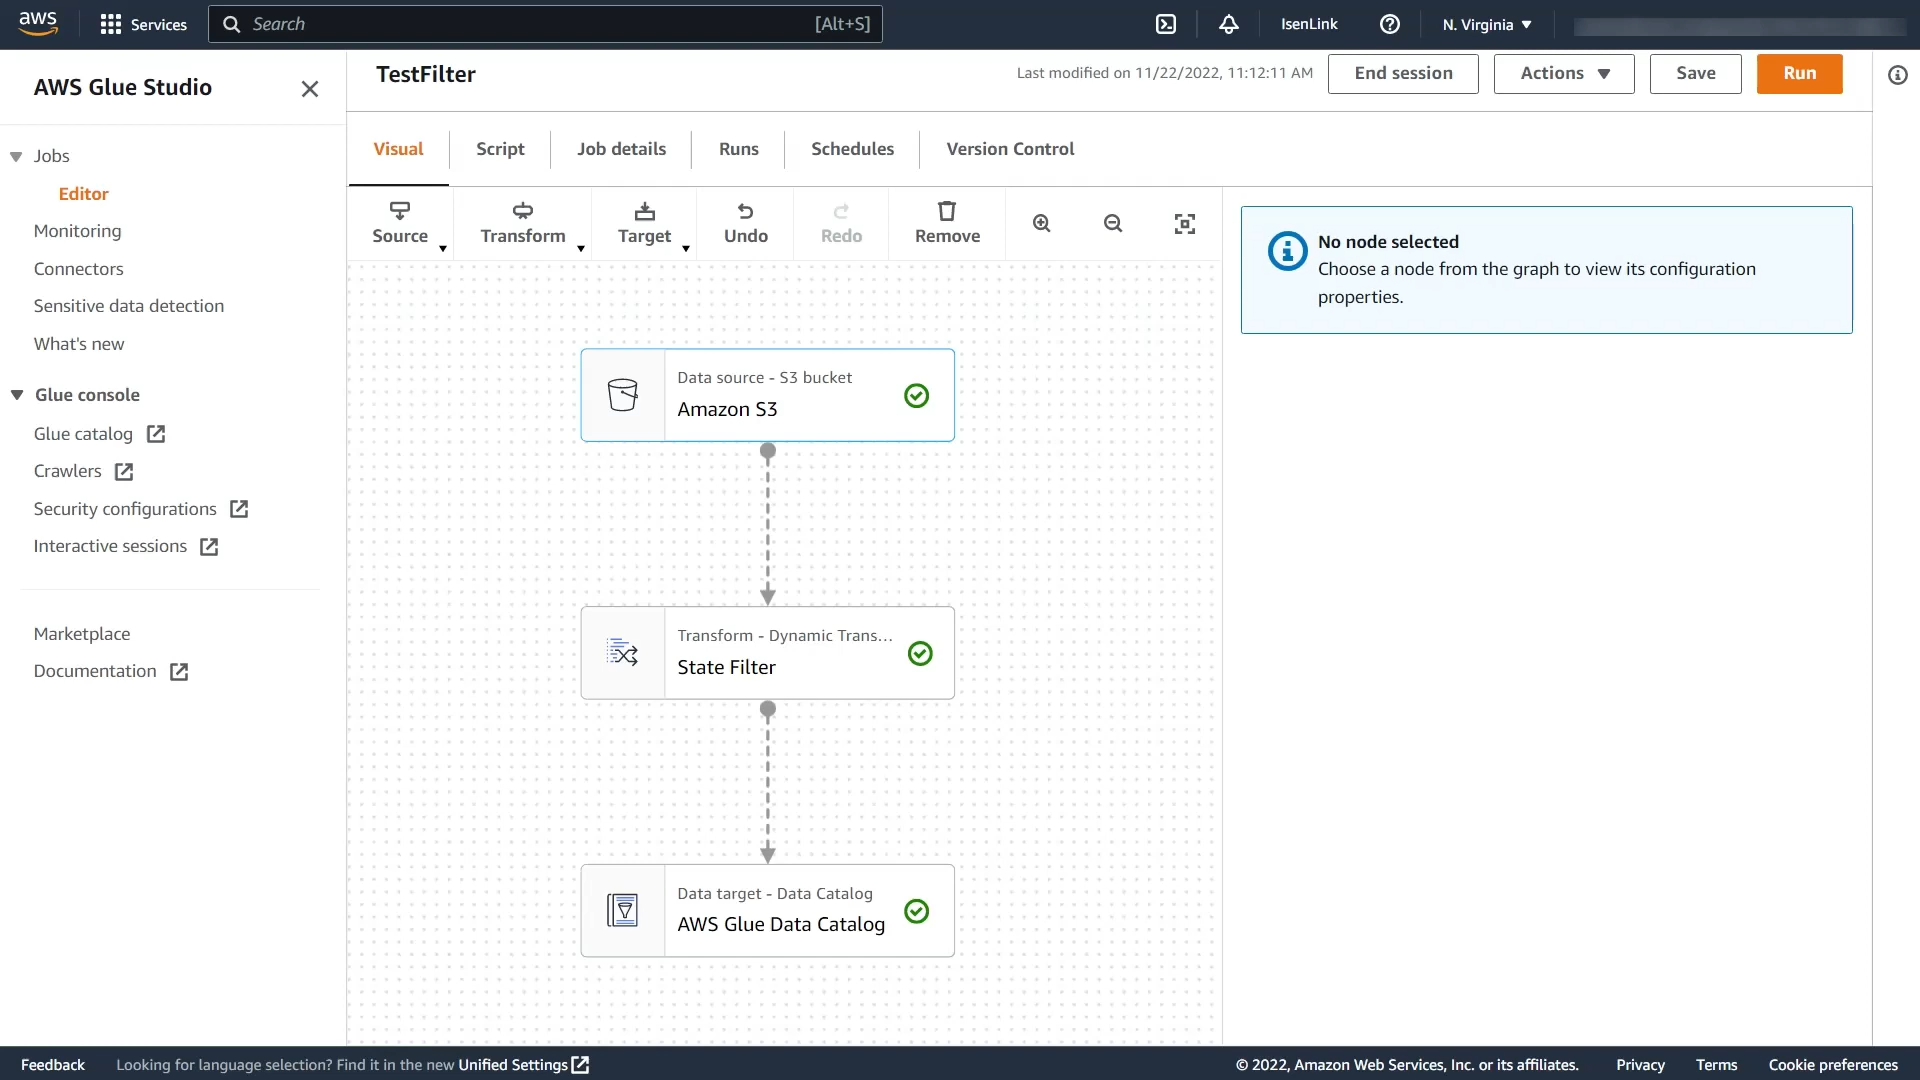 aws
Services
Search
[Alt+S]
IsenLink
N. Virginia
AWS Glue Studio
Jobs
Editor
Monitoring
Connectors
Sensitive data detection
What's new
Glue console
Glue catalog
Crawlers
Security configurations
Interactive sessions
Marketplace
Documentation
TestFilter
Last modified on 11/22/2022, 11:12:11 AM
End session
Actions
Save
Run
Visual
Script
Job details
Runs
Schedules
Version Control
Source
Transform
Target
Undo
Redo
Remove
Data source - S3 bucket
Amazon S3
Transform - Dynamic Trans...
State Filter
Data target - Data Catalog
AWS Glue Data Catalog
No node selected
Choose a node from the graph to view its configuration
properties.
Feedback
Looking for language selection? Find it in the new Unified Settings
© 2022, Amazon Web Services, Inc. or its affiliates.
Privacy
Terms
Cookie preferences